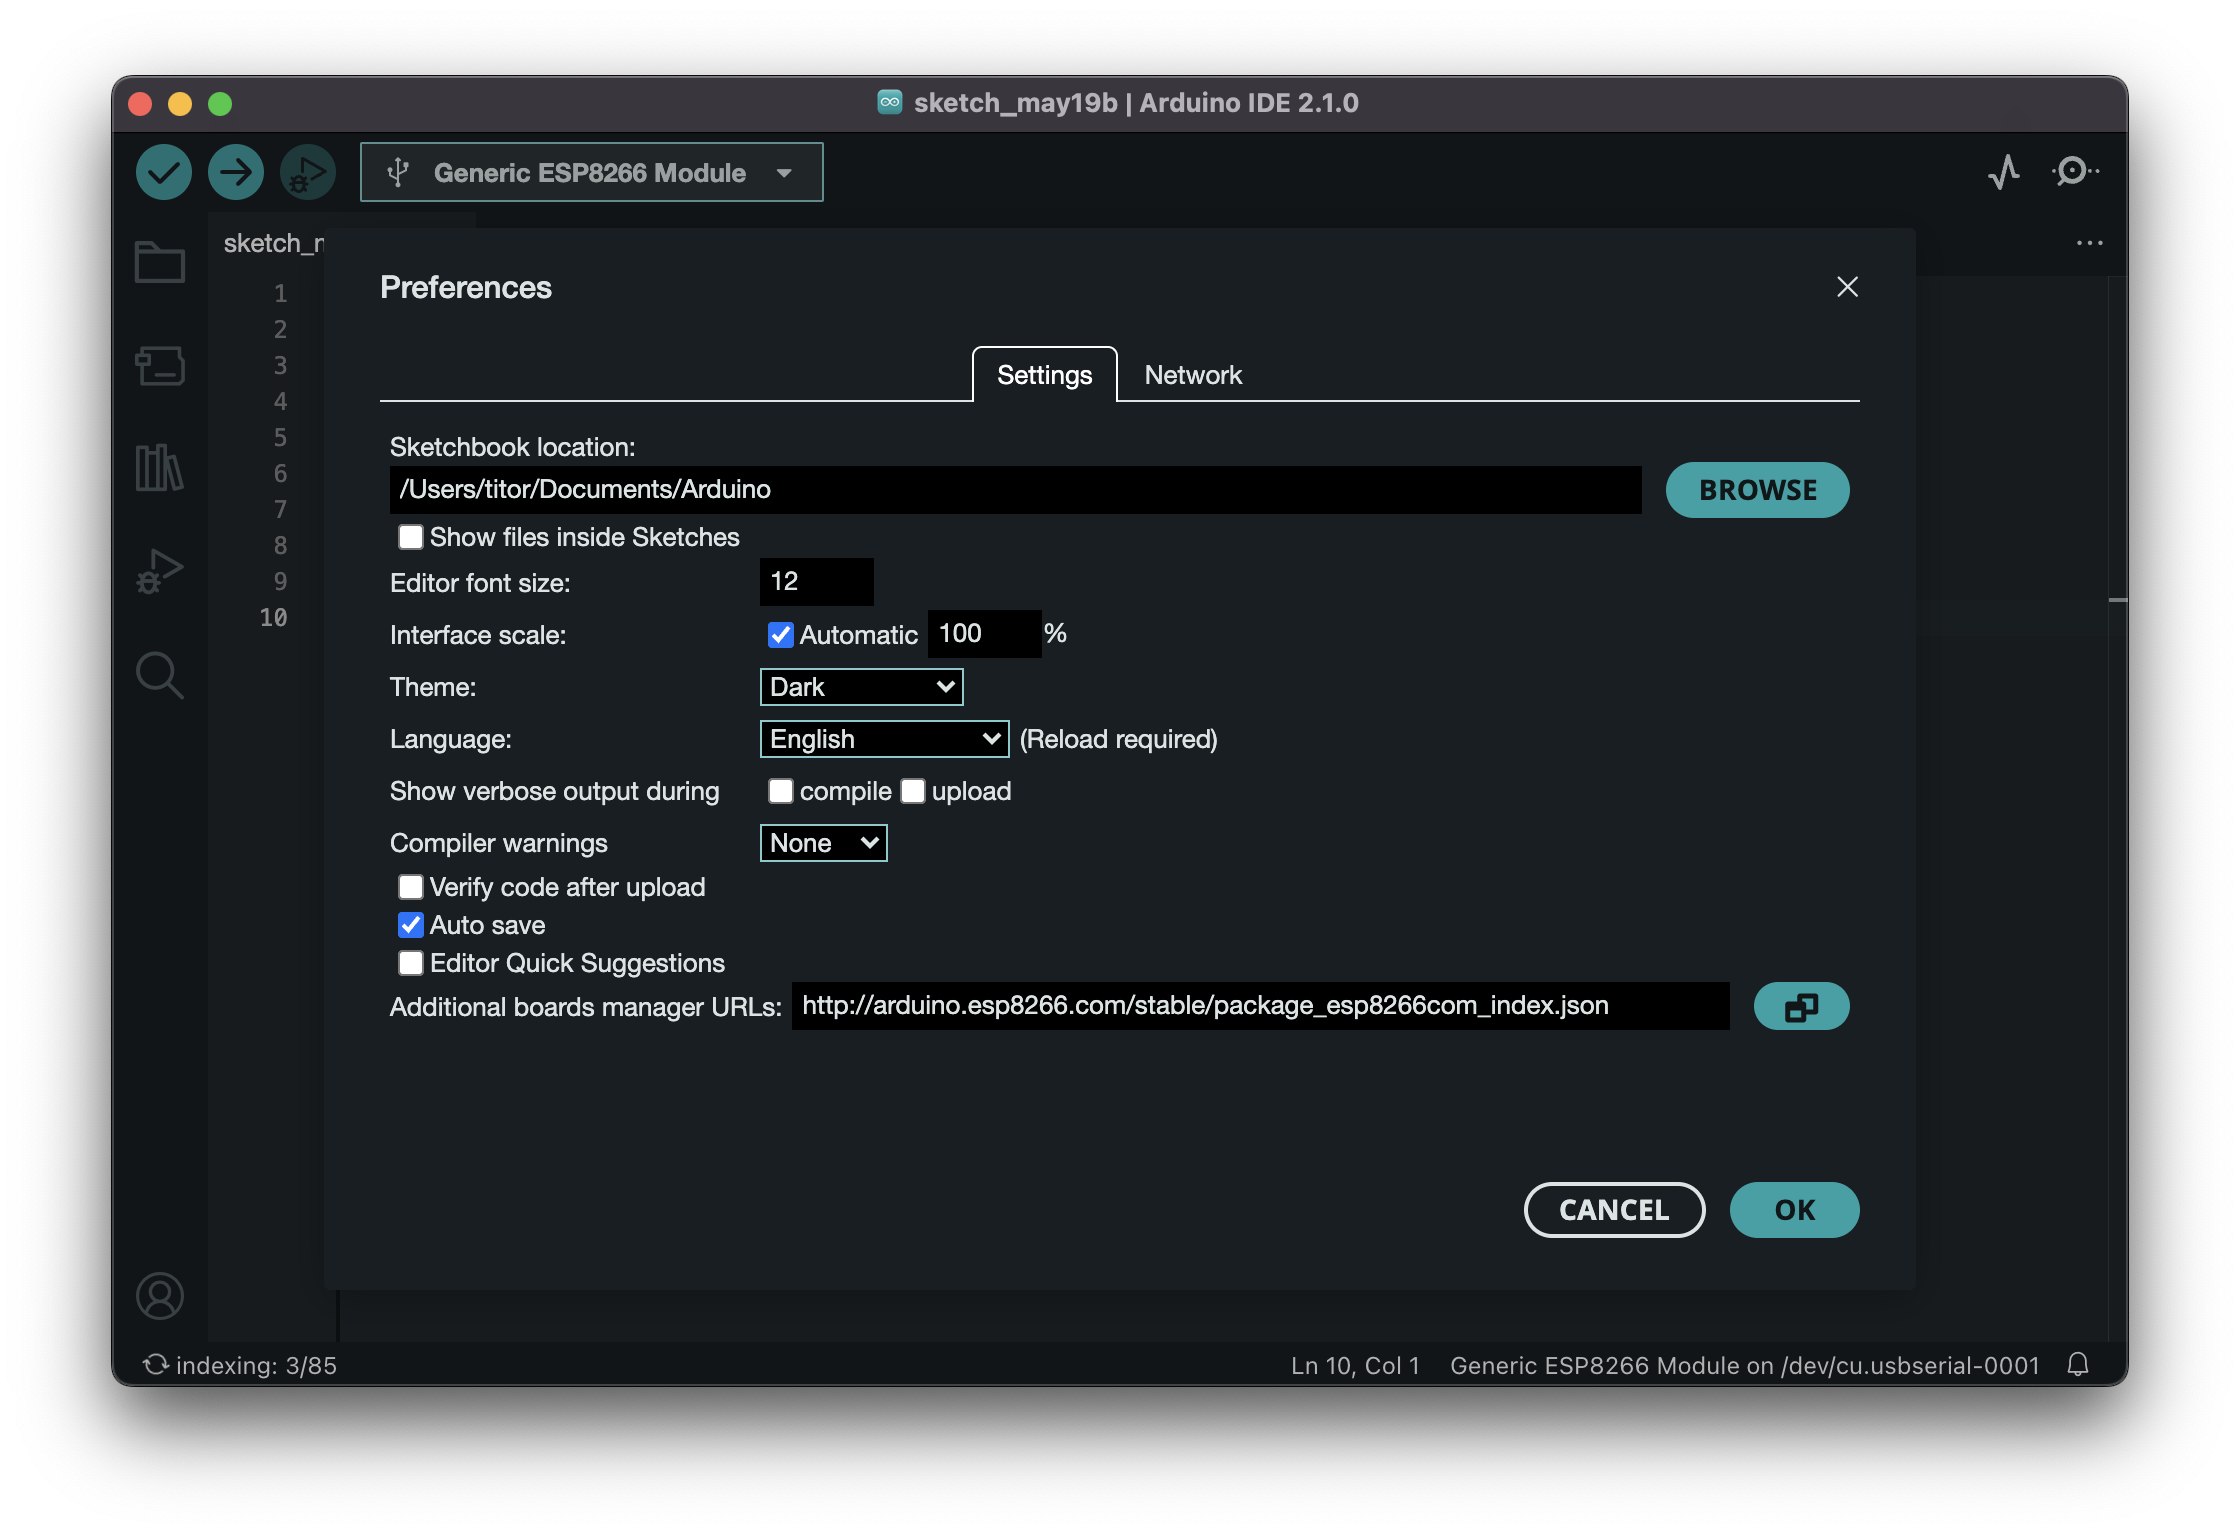 sketch_may19b | Arduino IDE 2.1.0
Generic ESP8266 Module
sketch_m
1
2
3
4
5
6
7
8
9
10
Preferences
Settings Network
Sketchbook location:
/Users/titor/Documents/Arduino BROWSE
Show files inside Sketches
Editor font size: 12
Interface scale: Automatic 100 %
Theme: Dark
Language: English (Reload required)
Show verbose output during compile upload
Compiler warnings None
Verify code after upload
Auto save
Editor Quick Suggestions
Additional boards manager URLs: http://arduino.esp8266.com/stable/package_esp8266com_index.json
CANCEL OK
indexing: 3/85 Ln 10, Col 1 Generic ESP8266 Module on /dev/cu.usbserial-0001